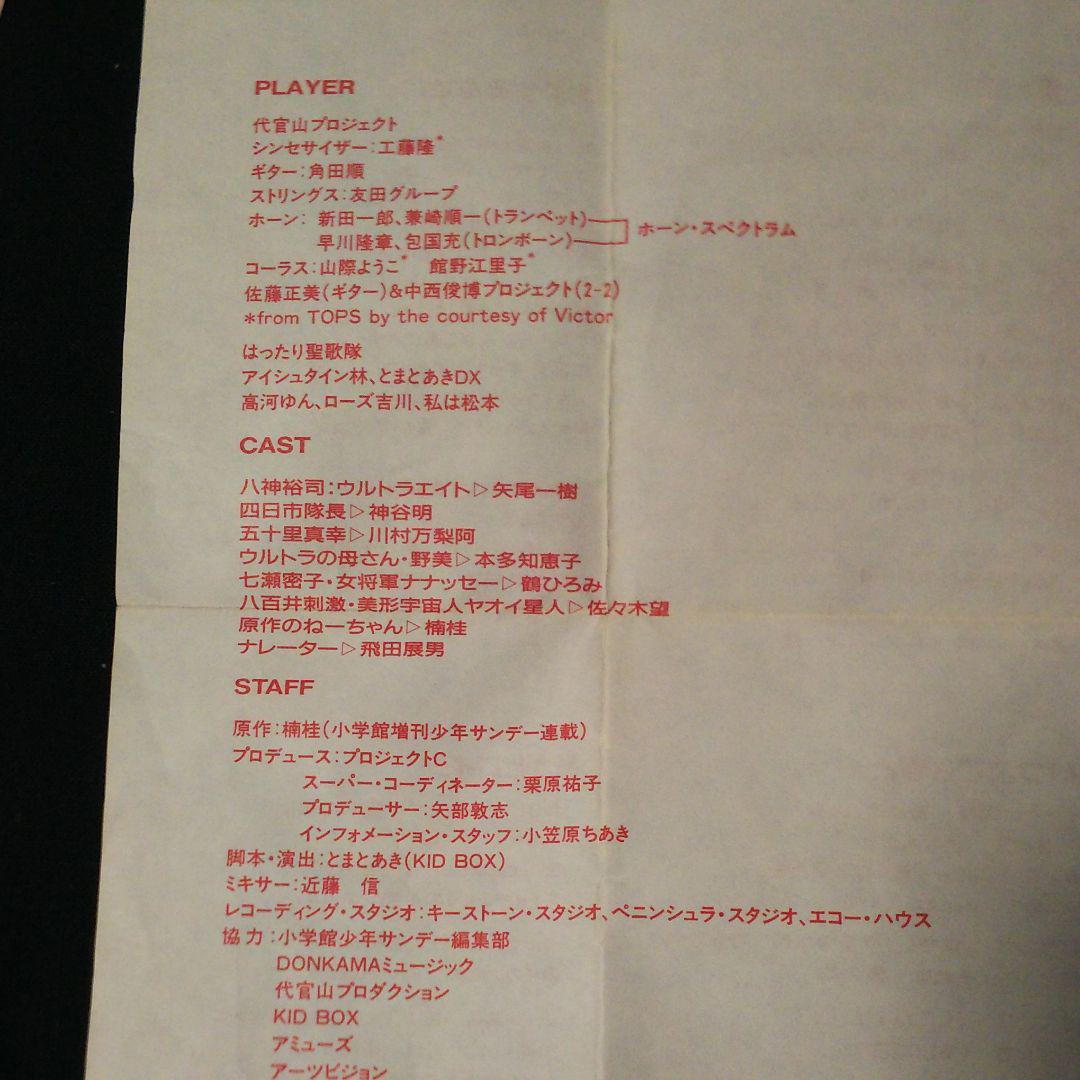 PLAYER
代官山プロジェクト
シンセサイザー:工藤隆*
ギター:角田順
ストリングス:友田グループ
ホーン: 新田一郎、兼崎順一(トランペット)
早川隆章、包国充(トロンボーン)
ホーン・スペクトラム
コーラス:山際ようこ* 館野江里子*
佐藤正美(ギター)&中西俊博プロジェクト(2-2)
*from TOPS by the courtesy of Victor
はったり聖歌隊
アイシュタイン林、とまとあきDX
高河ゆん、ローズ吉川、私は松本
CAST
八神裕司:ウルトラエイト▷矢尾一樹
四日市隊長▷神谷明
五十里真幸▷川村万梨阿
ウルトラの母さん・野美▷本多知恵子
七瀬密子・女将軍ナナッセー▷鶴ひろみ
八百井刺激・美形宇宙人ヤオイ星人▷佐々木望
原作のねーちゃん▷楠桂
ナレーター▷飛田展男
STAFF
原作:楠桂(小学館増刊少年サンデー連載)
プロデュース:プロジェクトC
スーパー・コーディネーター:栗原祐子
プロデューサー:矢部敦志
インフォメーション・スタッフ:小笠原ちあき
脚本・演出:とまとあき(KID BOX)
ミキサー:近藤 信
レコーディング・スタジオ:キーストーン・スタジオ、ペニンシュラ・スタジオ、エコー・ハウス
協力:小学館少年サンデー編集部
DONKAMAミュージック
代官山プロダクション
KID BOX
アミューズ
アーツビジョン